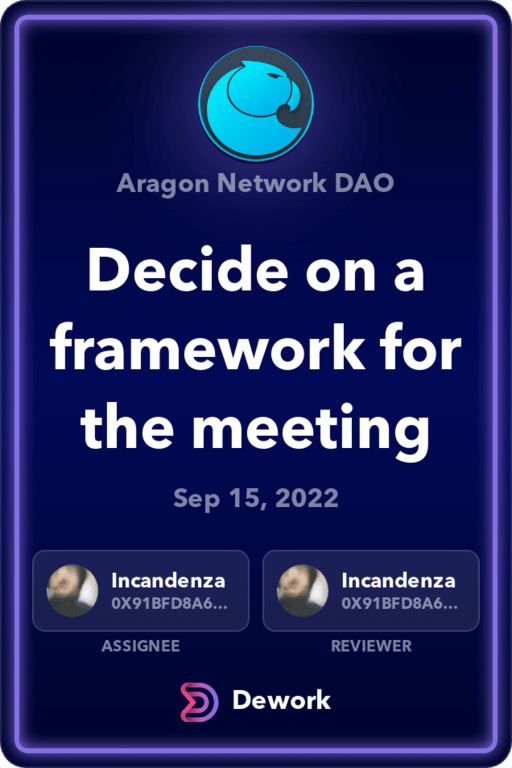 Aragon Network DAO
Decide on a
framework for
the meeting
Sep 15, 2022
Incandenza
0X91BFD8A6...
ASSIGNEE
Incandenza
0X91BFD8A6...
REVIEWER
Dework